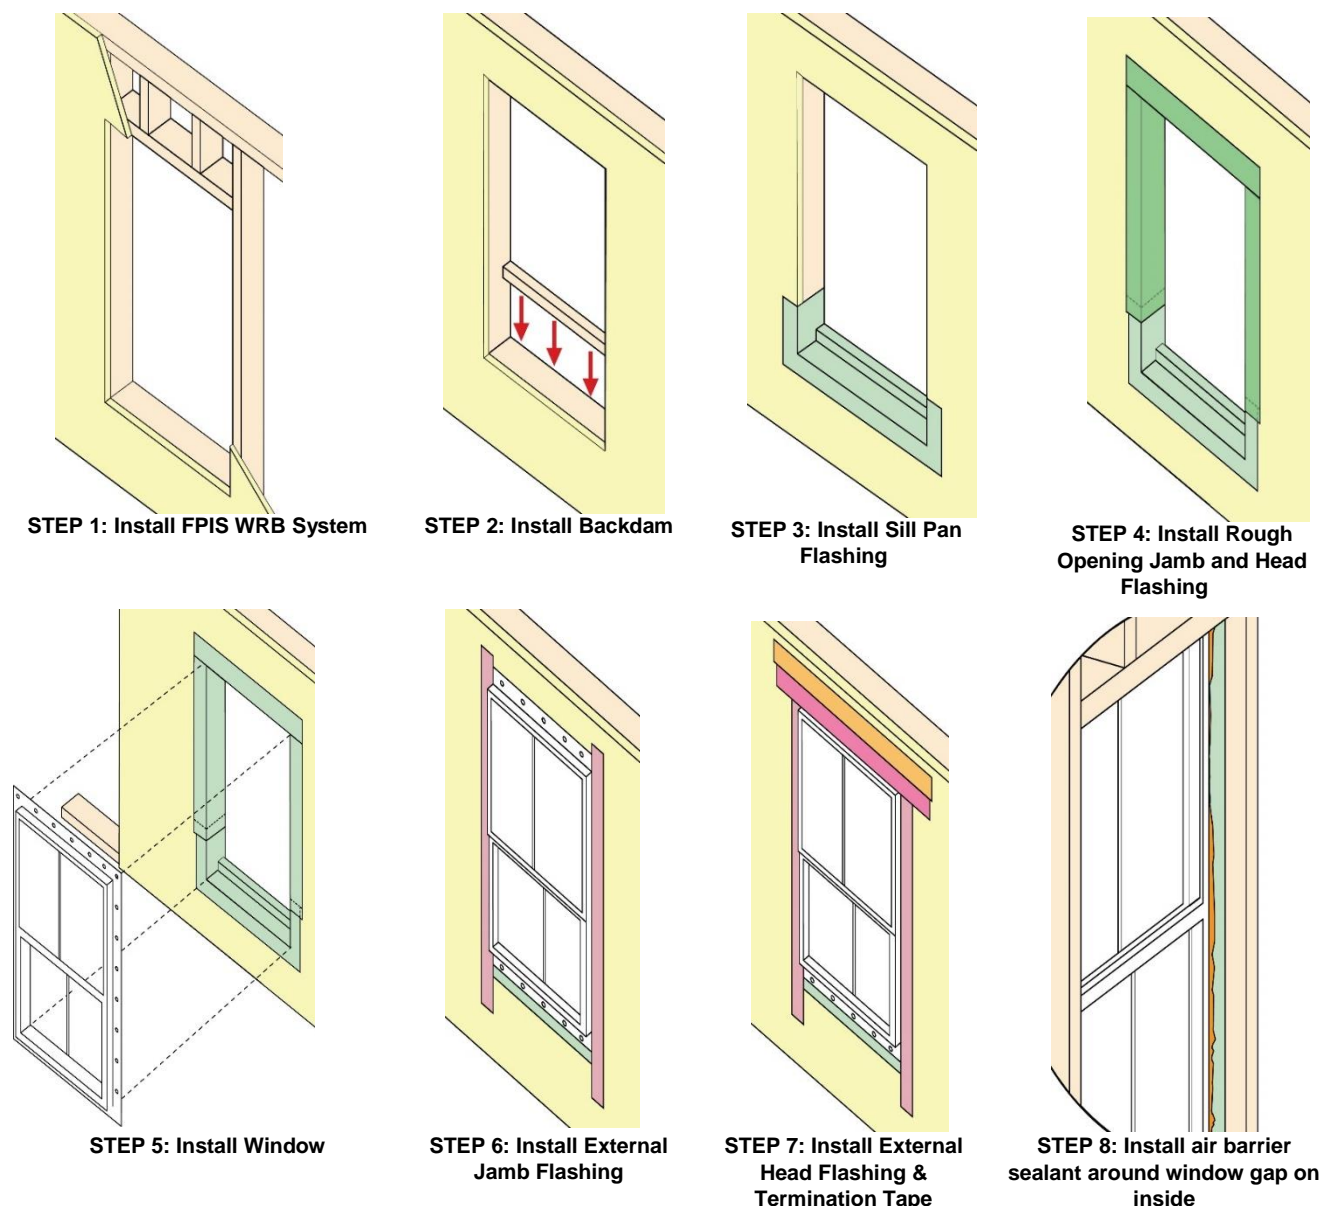 STEP 1: Install FPIS WRB System
STEP 2: Install Backdam
STEP 3: Install Sill Pan
Flashing
STEP 4: Install Rough
Opening Jamb and Head
Flashing
STEP 5: Install Window
STEP 6: Install External
Jamb Flashing
STEP 7: Install External
Head Flashing &
Termination Tape
STEP 8: Install air barrier
sealant around window gap on
inside